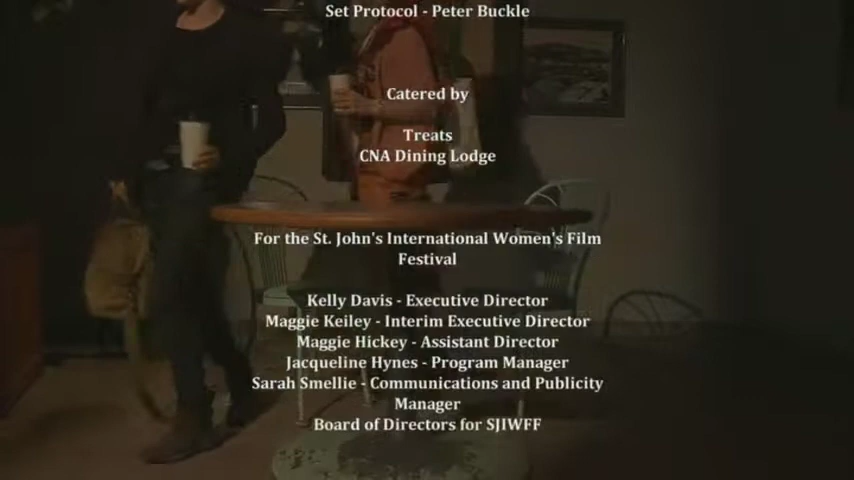 Set Protocol - Peter Buckle
Catered by
Treats
CNA Dining Lodge
For the St. John's International Women's Film
Festival
Kelly Davis - Executive Director
Maggie Keiley - Interim Executive Director
Maggie Hickey - Assistant Director
Jacqueline Hynes - Program Manager
Sarah Smellie - Communications and Publicity
Manager
Board of Directors for SJIWFF